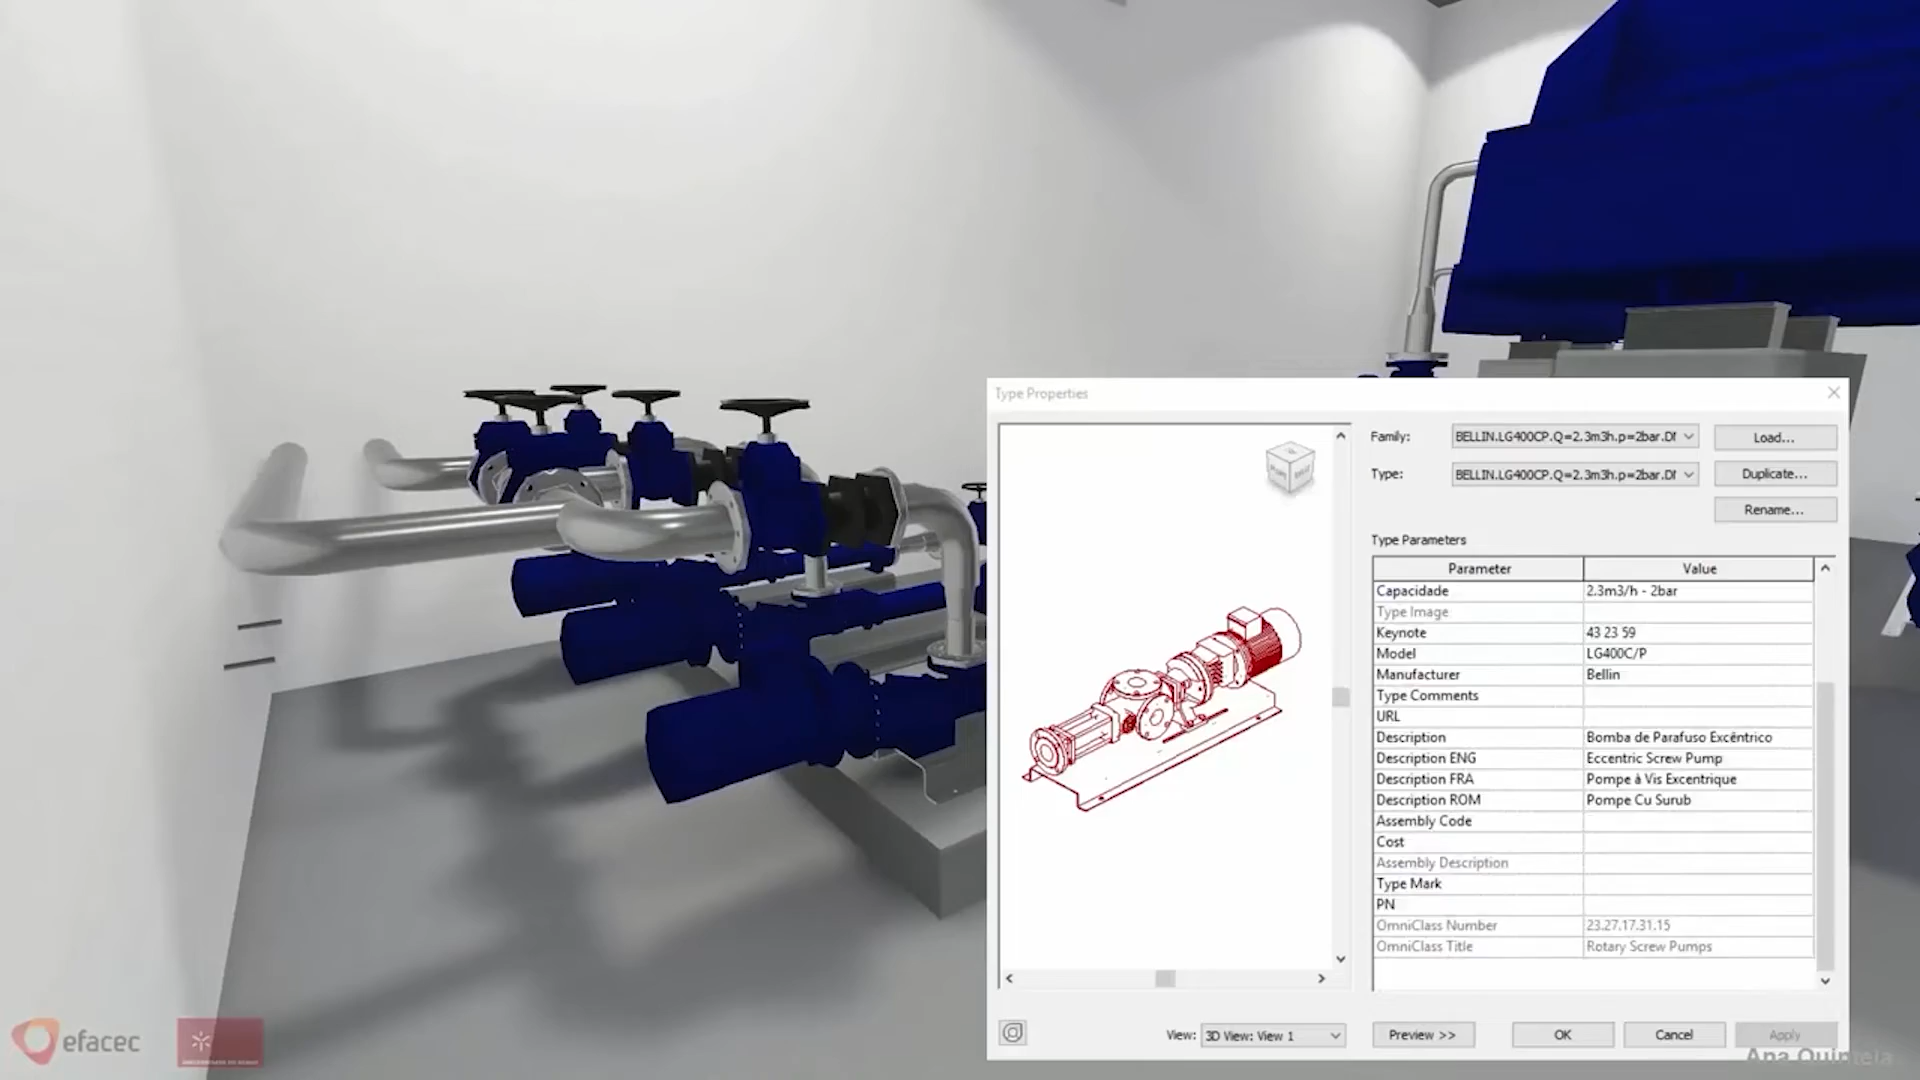 Type Properties
Family:
BELLIN.LG400CP.Q=2.3m3h.p=2bar.DI
Load...
Type:
BELLIN.LG400CP.Q=2.3m3h.p=2bar.DI
Duplicate...
Rename...
Type Parameters
Parameter Value
Capacidade 2.3m3/h - 2bar
Type Image
Keynote 43 23 59
Model LG400C/P
Manufacturer Bellin
Type Comments
URL
Description Bomba de Parafuso Excêntrico
Description ENG Eccentric Screw Pump
Description FRA Pompe à Vis Excentrique
Description ROM Pompe Cu Surub
Assembly Code
Cost
Assembly Description
Type Mark
PN
OmniClass Number 23.27.17.31.15
OmniClass Title Rotary Screw Pumps
View: 3D View: View 1
Preview >>
OK
Cancel
Apply
efacec
Ana Quintela